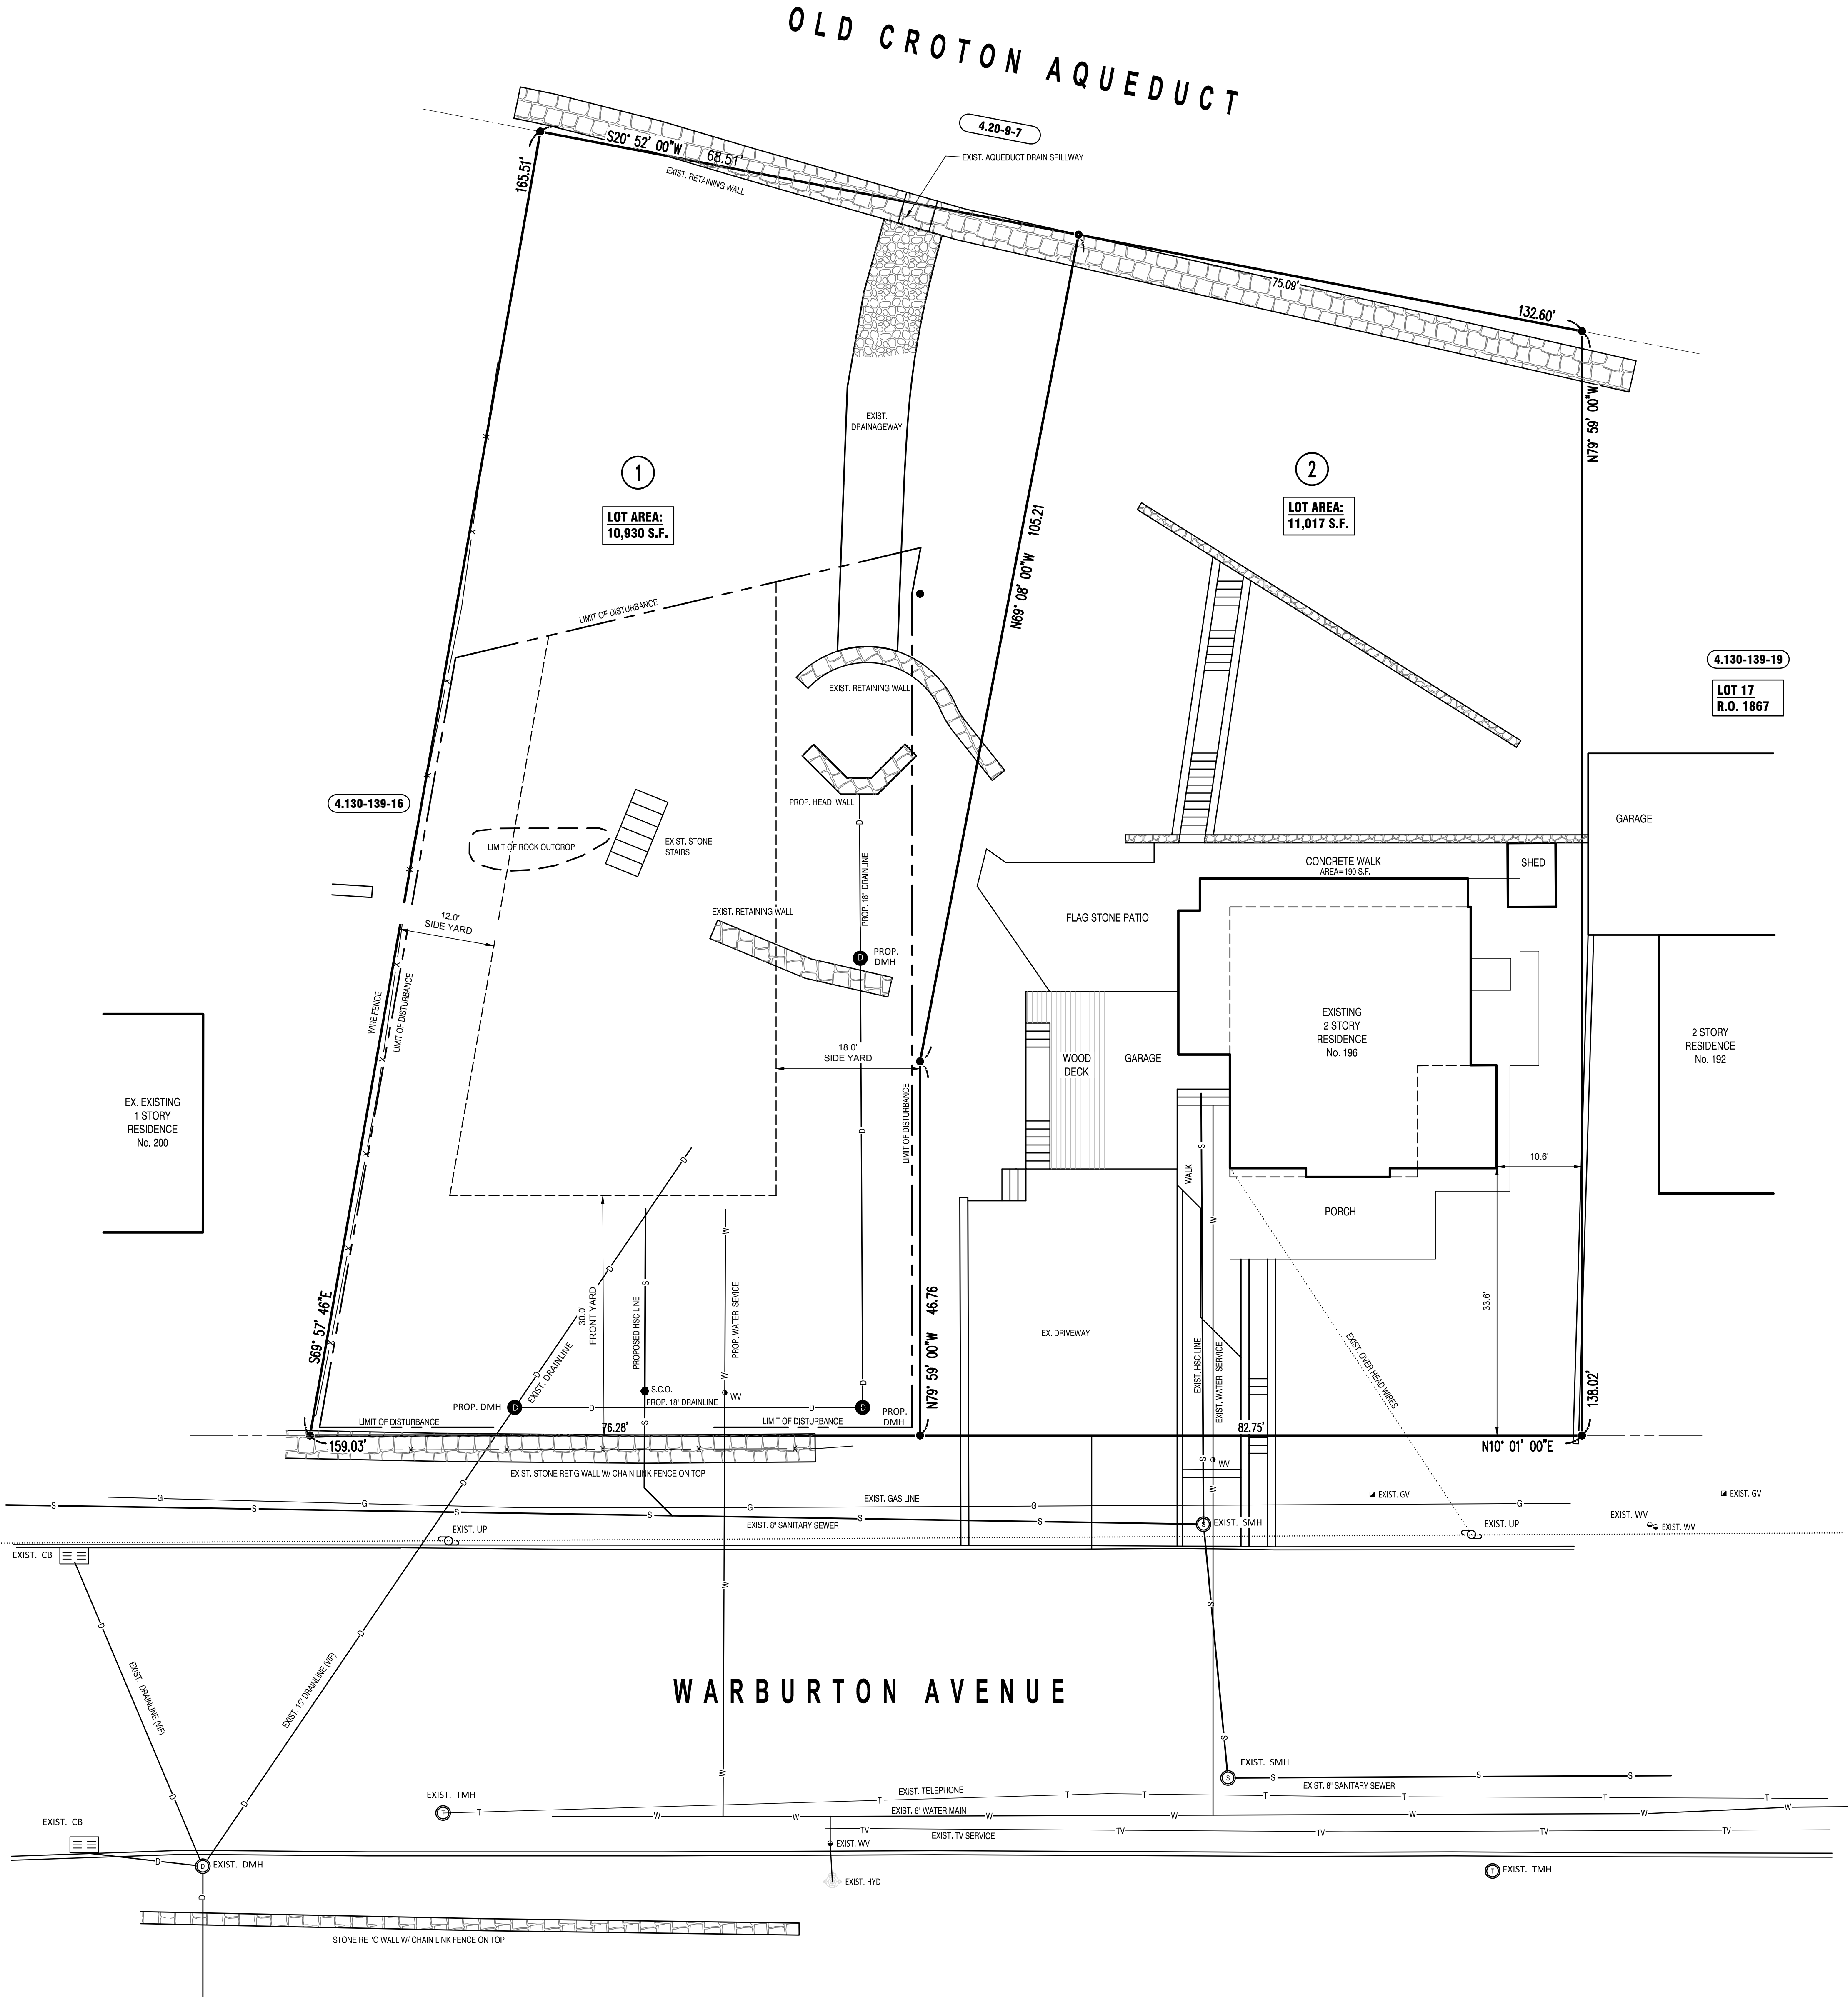 OLD CROTON AQUEDUCT
4.20-9-7
EXIST. AQUEDUCT DRAIN SPILLWAY
S20° 52' 00"W
68.51'
165.51'
EXIST. RETAINING WALL
75.09'
132.60'
N79° 59' 00"W
EXIST.
DRAINAGEWAY
1
LOT AREA:
10,930 S.F.
2
LOT AREA:
11,017 S.F.
N69° 08' 00"W 105.21
LIMIT OF DISTURBANCE
4.130-139-19
LOT 17
R.O. 1867
EXIST. RETAINING WALL
4.130-139-16
PROP. HEAD WALL
D
GARAGE
LIMIT OF ROCK OUTCROP
EXIST. STONE
STAIRS
PROP. 18" DRAINLINE
CONCRETE WALK
AREA=190 S.F.
SHED
12.0'
SIDE YARD
EXIST. RETAINING WALL
FLAG STONE PATIO
D
PROP.
DMH
WIRE FENCE
LIMIT OF DISTURBANCE
EXISTING
2 STORY
RESIDENCE
No. 196
2 STORY
RESIDENCE
No. 192
18.0'
SIDE YARD
WOOD
DECK
GARAGE
EX. EXISTING
1 STORY
RESIDENCE
No. 200
LIMIT OF DISTURBANCE
D
D
S
WALK
10.6'
PORCH
W
W
S69° 57' 46"E
D
30.0'
FRONT YARD
S
PROPOSED HSC LINE
PROP. WATER SEVICE
N79° 59' 00"W 46.76
EX. DRIVEWAY
33.6'
EXIST. DRAINLINE
D
W
EXIST. HSC LINE
EXIST. WATER SERVICE
EXIST. OVER HEAD WIRES
138.02'
S.C.O.
WV
PROP. DMH
D
D
PROP. 18" DRAINLINE
D
D
D
PROP.
DMH
LIMIT OF DISTURBANCE
LIMIT OF DISTURBANCE
S
76.28'
82.75'
159.03'
N10° 01' 00"E
X
X
X
X
X
EXIST. STONE RET'G WALL W/ CHAIN LINK FENCE ON TOP
D
S
WV
W
G
G
G
EXIST. GAS LINE
G
G
EXIST. GV
EXIST. GV
S
S
S
S
EXIST. 8" SANITARY SEWER
S
S
S
EXIST. SMH
EXIST. UP
EXIST. UP
EXIST. WV
EXIST. WV
EXIST. CB
W
S
D
D
EXIST. DRAINLINE (VIF)
EXIST. 15" DRAINLINE (VIF)
WARBURTON AVENUE
S
W
D
D
EXIST. SMH
S
S
S
S
EXIST. 8" SANITARY SEWER
EXIST. TMH
T
T
EXIST. TELEPHONE
T
T
T
T
T
T
T
W
W
EXIST. 6" WATER MAIN
W
W
W
W
W
W
TV
EXIST. TV SERVICE
TV
TV
TV
TV
EXIST. CB
EXIST. WV
D
D
EXIST. DMH
T
EXIST. TMH
EXIST. HYD
D
STONE RET'G WALL W/ CHAIN LINK FENCE ON TOP